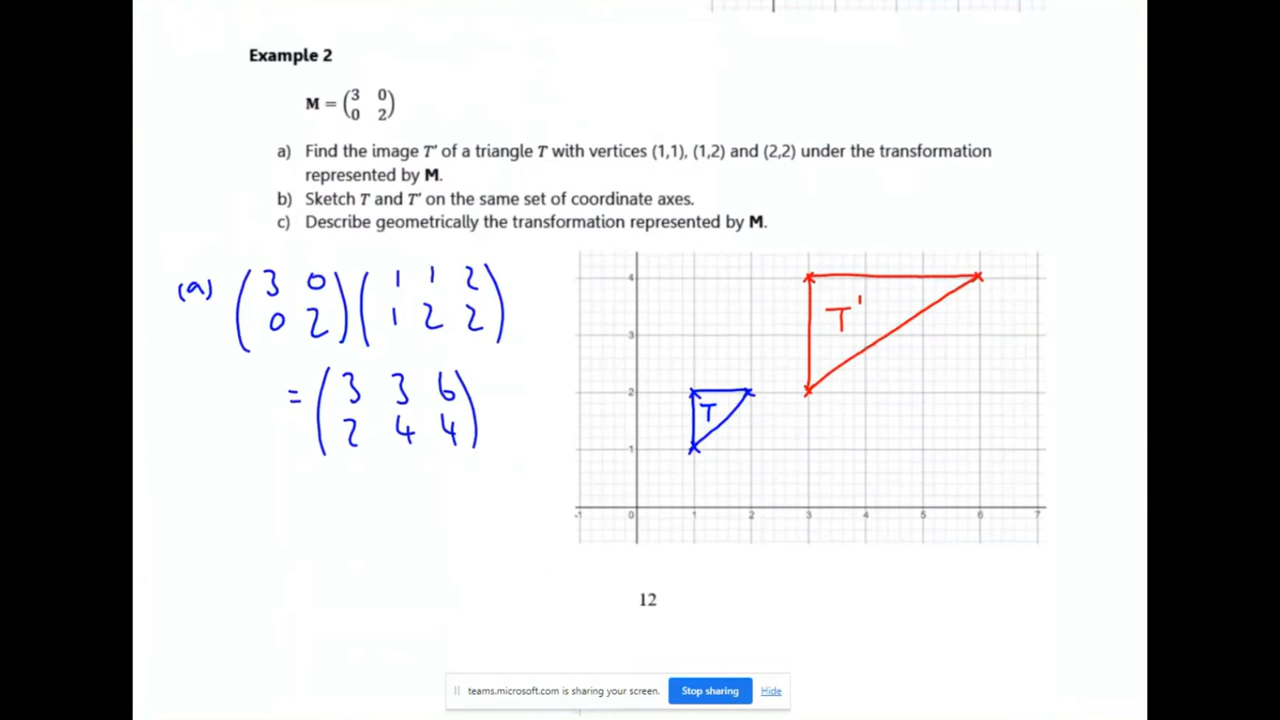 Example 2
M = (3 0
0 2)
a) Find the image T' of a triangle T with vertices (1,1), (1,2) and (2,2) under the transformation
represented by M.
b) Sketch T and T' on the same set of coordinate axes.
c) Describe geometrically the transformation represented by M.
(a) (3 0
0 2) (1 1 2
1 2 2)
= (3 3 6
2 4 4)
4
3
2
1
T'
T
-1 0 1 2 3 4 5 6 7
12
teams.microsoft.com is sharing your screen. Stop sharing Hide